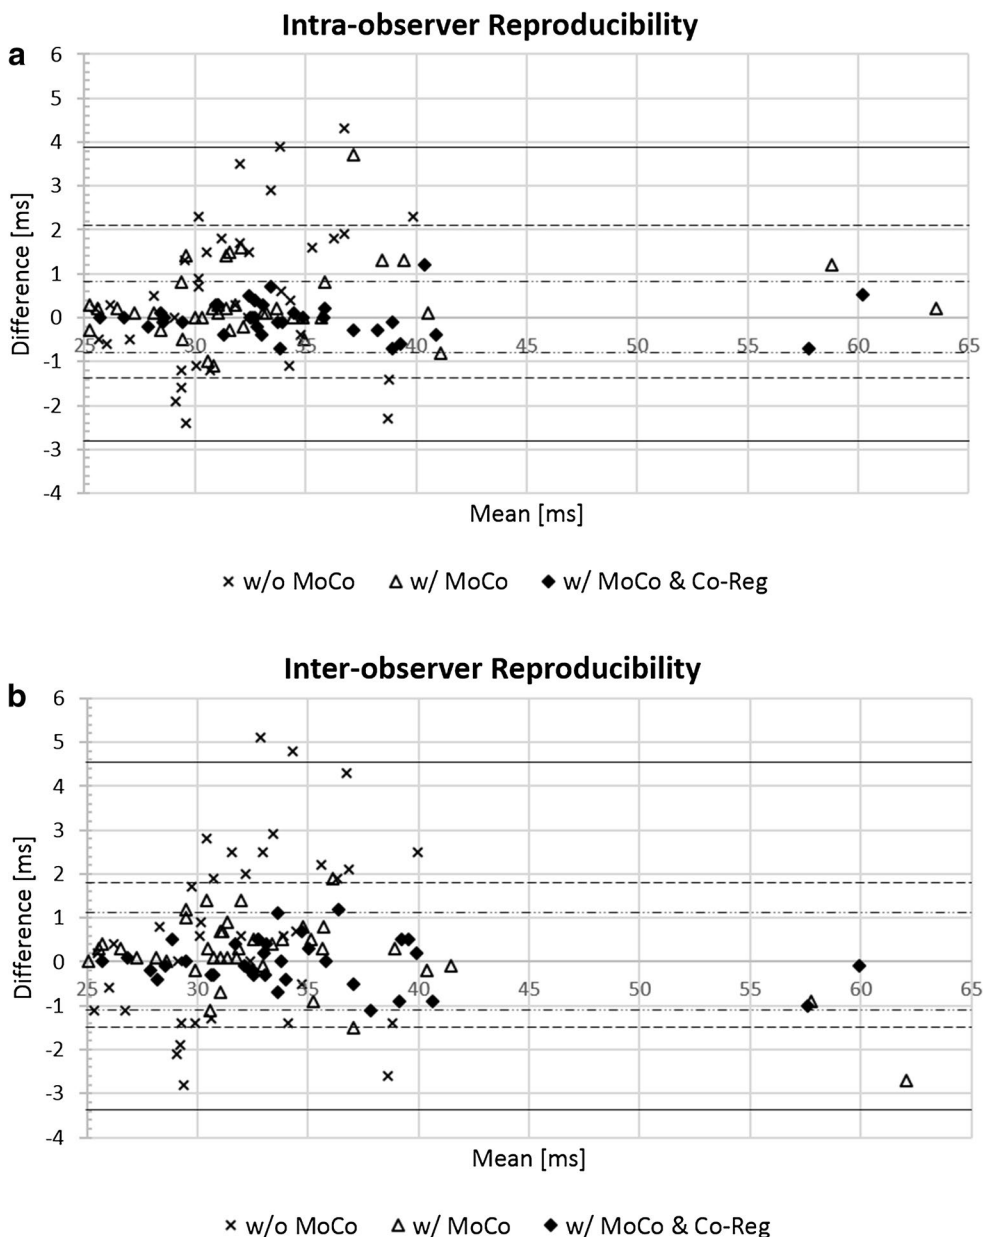 Intra-observer Reproducibility
a
6
5
4
3
2
1
0
-1
-2
-3
-4
Difference [ms]
25 30 35 40 45 50 55 60 65
Mean [ms]
w/o MoCo w/ MoCo w/ MoCo & Co-Reg
Inter-observer Reproducibility
b
6
5
4
3
2
1
0
-1
-2
-3
-4
Difference [ms]
25 30 35 40 45 50 55 60 65
Mean [ms]
w/o MoCo w/ MoCo w/ MoCo & Co-Reg